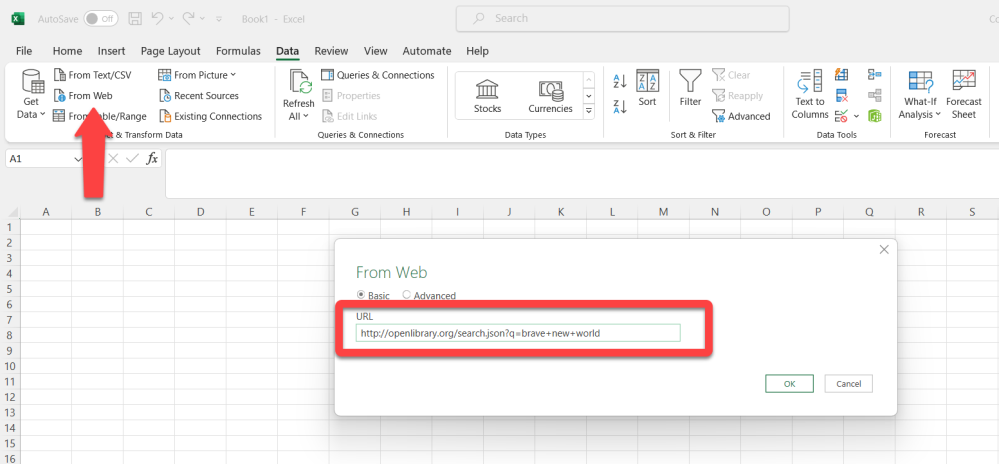 AutoSave Off Book1 - Excel Search
File Home Insert Page Layout Formulas Data Review View Automate Help
From Text/CSV From Picture Queries & Connections Clear
Get Data From Web Recent Sources Refresh All Properties Stocks Currencies Sort Filter Reapply Text to Columns What-If Analysis Forecast Sheet
Existing Connections Edit Links Advanced
& Transform Data Queries & Connections Data Types Sort & Filter Data Tools Forecast
A1 fx
A B C D E F G H I J K L M N O P Q R S
1
2
3
4
5
6
7
8
9
10
11
12
13
14
15
16
From Web
Basic Advanced
URL
http://openlibrary.org/search.json?q=brave+new+world
OK Cancel